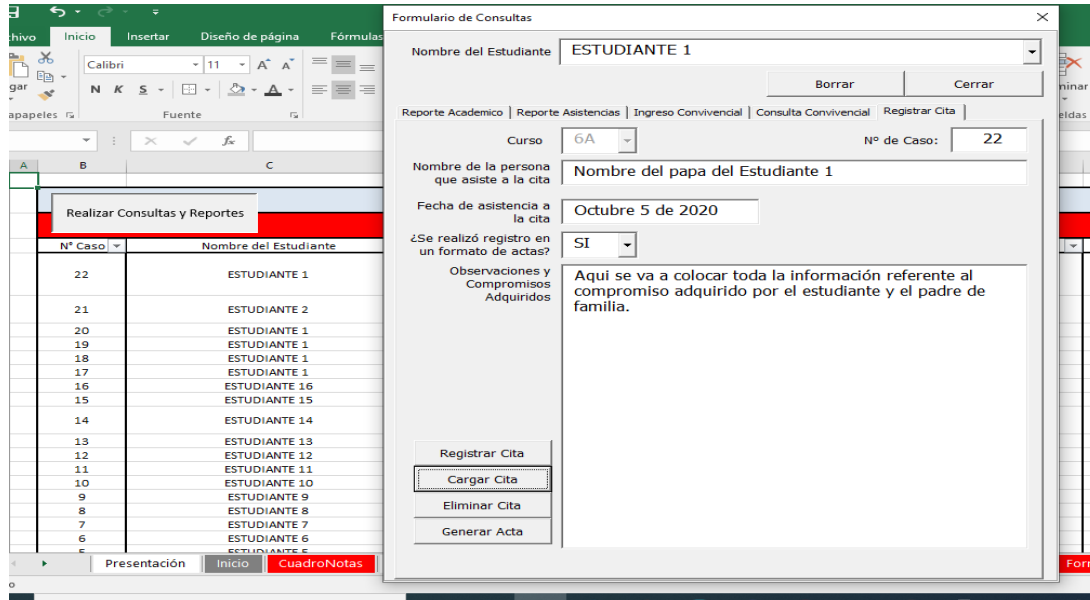 Formulario de Consultas
Inicio Insertar Diseño de página Fórmulas
Calibri 11 A A
N K S A
Fuente
fx
A B C
Realizar Consultas y Reportes
N° Caso Nombre del Estudiante
22 ESTUDIANTE 1
21 ESTUDIANTE 2
20 ESTUDIANTE 1
19 ESTUDIANTE 1
18 ESTUDIANTE 1
17 ESTUDIANTE 1
16 ESTUDIANTE 16
15 ESTUDIANTE 15
14 ESTUDIANTE 14
13 ESTUDIANTE 13
12 ESTUDIANTE 12
11 ESTUDIANTE 11
10 ESTUDIANTE 10
9 ESTUDIANTE 9
8 ESTUDIANTE 8
7 ESTUDIANTE 7
6 ESTUDIANTE 6
Presentación Inicio CuadroNotas
Nombre del Estudiante ESTUDIANTE 1
Borrar Cerrar
Reporte Academico Reporte Asistencias Ingreso Convivencial Consulta Convivencial Registrar Cita
Curso 6A Nº de Caso: 22
Nombre de la persona
que asiste a la cita
Nombre del papa del Estudiante 1
Fecha de asistencia a
la cita
Octubre 5 de 2020
¿Se realizó registro en
un formato de actas?
SI
Observaciones y
Compromisos
Adquiridos
Aqui se va a colocar toda la información referente al
compromiso adquirido por el estudiante y el padre de
familia.
Registrar Cita
Cargar Cita
Eliminar Cita
Generar Acta